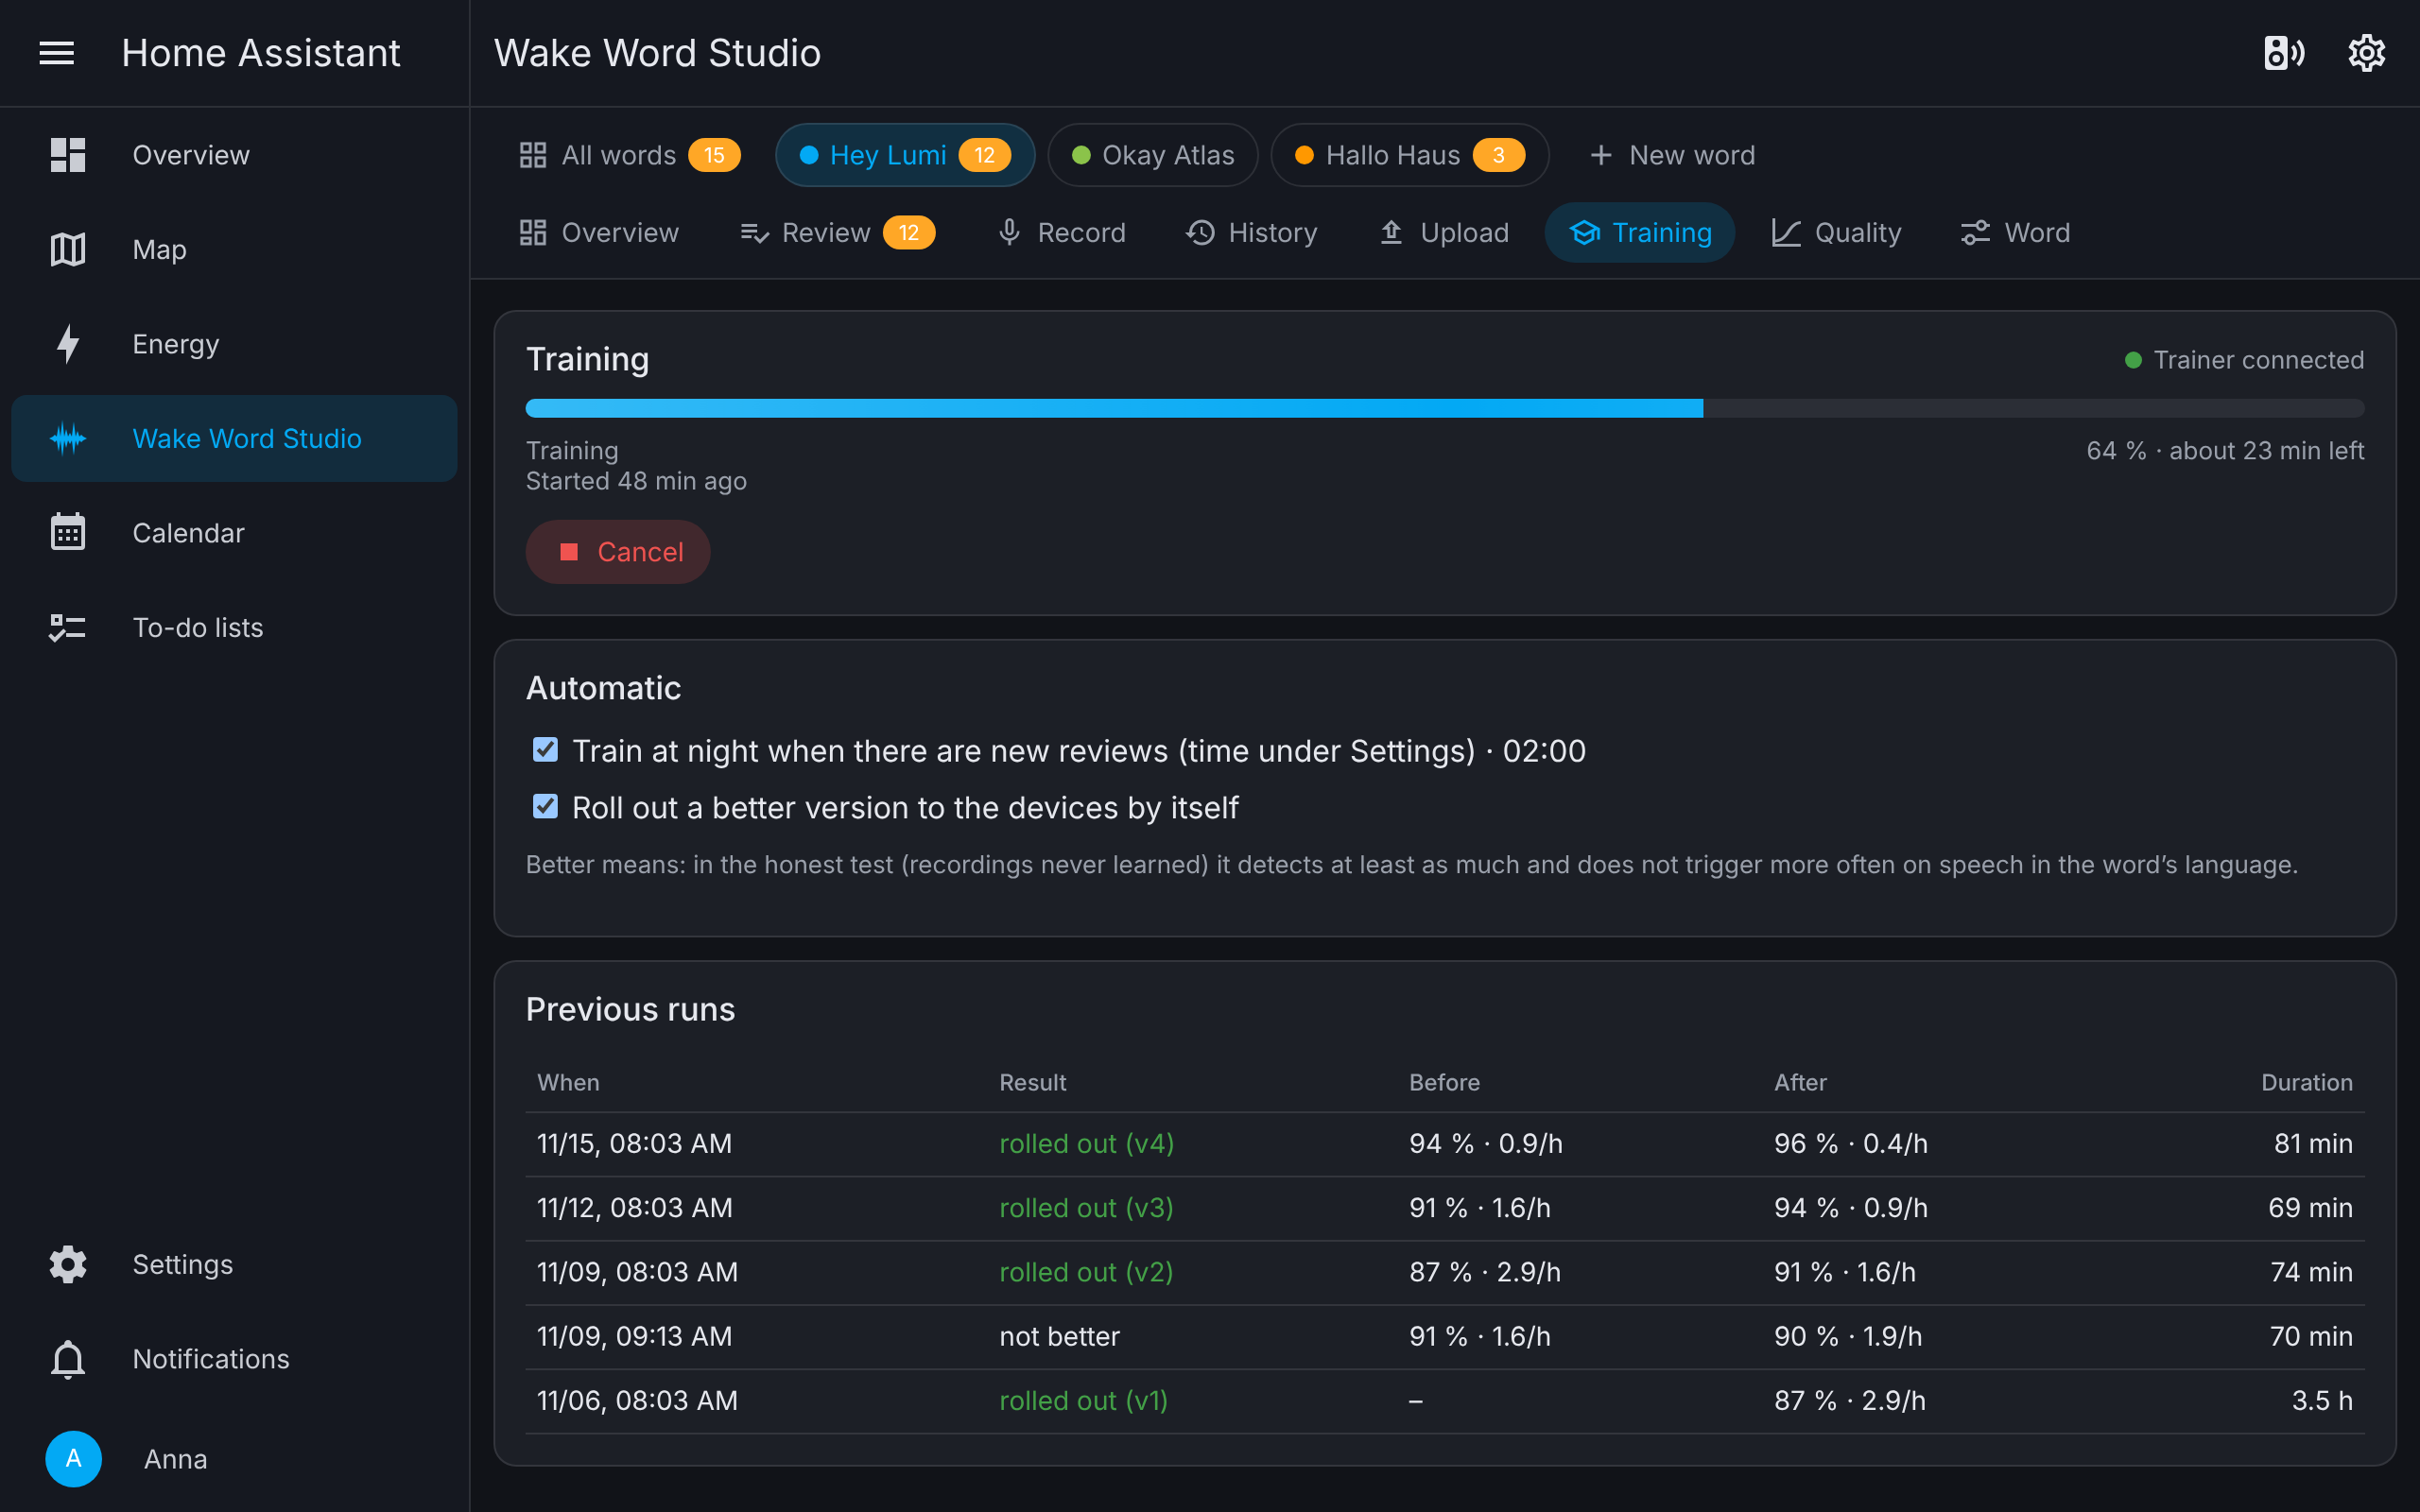 Home Assistant
Wake Word Studio
Overview
Map
Energy
Wake Word Studio
Calendar
To-do lists
Settings
Notifications
A Anna
All words 15 Hey Lumi 12 Okay Atlas Hallo Haus 3 + New word
Overview Review 12 Record History Upload Training Quality Word
Training Trainer connected
Training 64 % · about 23 min left
Started 48 min ago
Cancel
Automatic
Train at night when there are new reviews (time under Settings) · 02:00
Roll out a better version to the devices by itself
Better means: in the honest test (recordings never learned) it detects at least as much and does not trigger more often on speech in the word’s language.
Previous runs
When Result Before After Duration
11/15, 08:03 AM rolled out (v4) 94 % · 0.9/h 96 % · 0.4/h 81 min
11/12, 08:03 AM rolled out (v3) 91 % · 1.6/h 94 % · 0.9/h 69 min
11/09, 08:03 AM rolled out (v2) 87 % · 2.9/h 91 % · 1.6/h 74 min
11/09, 09:13 AM not better 91 % · 1.6/h 90 % · 1.9/h 70 min
11/06, 08:03 AM rolled out (v1) – 87 % · 2.9/h 3.5 h